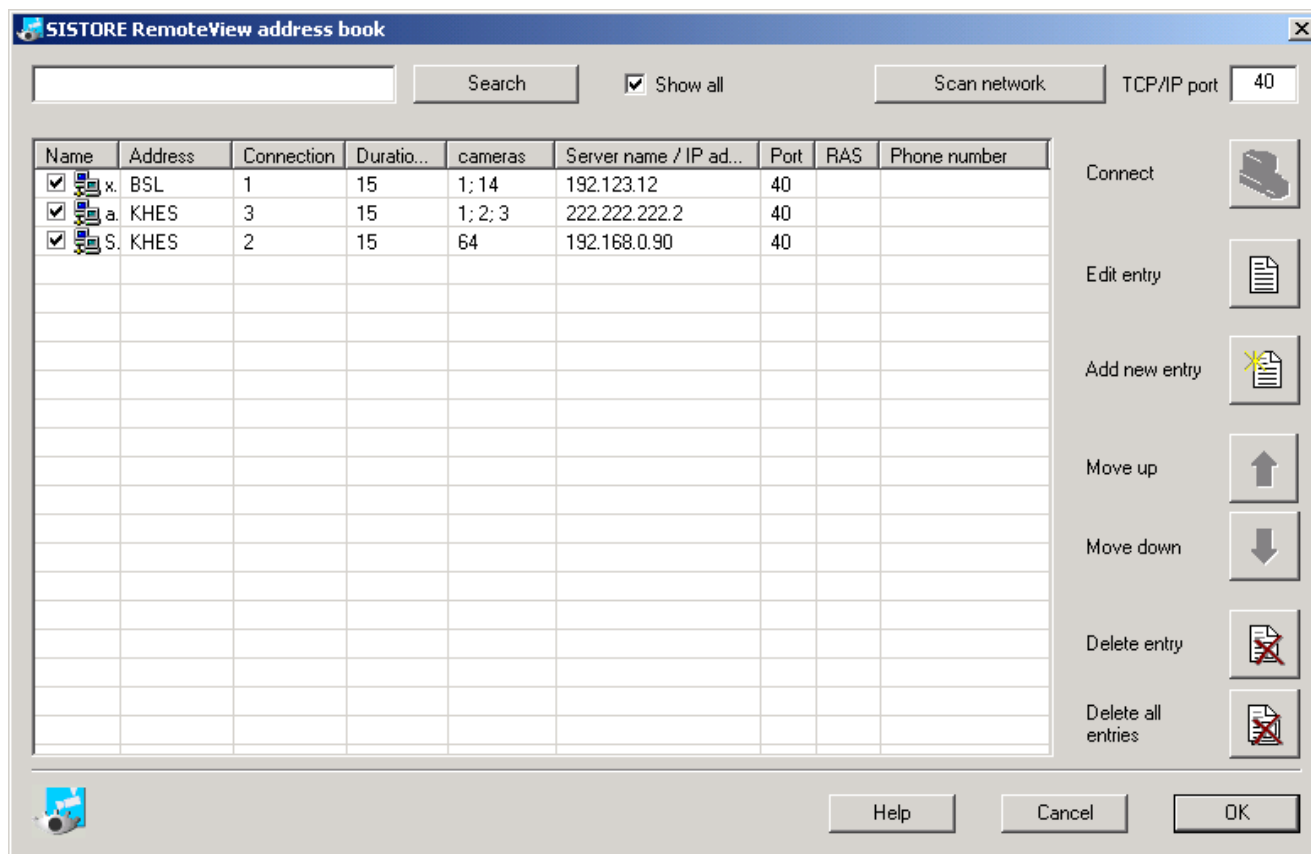 SISTORE RemoteView address book
Search Show all Scan network TCP/IP port 40
Name Address Connection Duratio... cameras Server name / IP ad... Port RAS Phone number
x. BSL 1 15 1; 14 192.123.12 40
a. KHES 3 15 1; 2; 3 222.222.222.2 40
S. KHES 2 15 64 192.168.0.90 40
Connect
Edit entry
Add new entry
Move up
Move down
Delete entry
Delete all
entries
Help Cancel OK